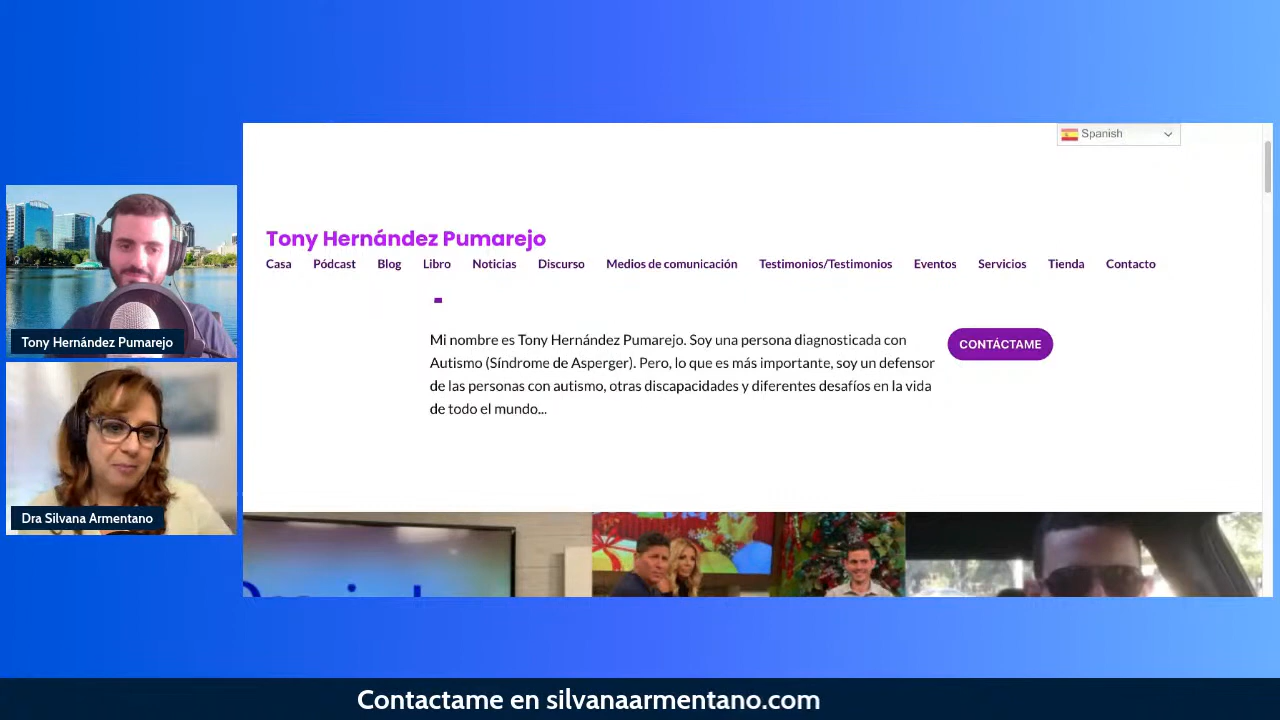 Spanish
Tony Hernández Pumarejo
Casa Pódcast Blog Libro Noticias Discurso Medios de comunicación Testimonios/Testimonios Eventos Servicios Tienda Contacto
Mi nombre es Tony Hernández Pumarejo. Soy una persona diagnosticada con
Autismo (Síndrome de Asperger). Pero, lo que es más importante, soy un defensor
de las personas con autismo, otras discapacidades y diferentes desafíos en la vida
de todo el mundo...
CONTÁCTAME
Tony Hernández Pumarejo
Dra Silvana Armentano
Contactame en silvanaarmentano.com